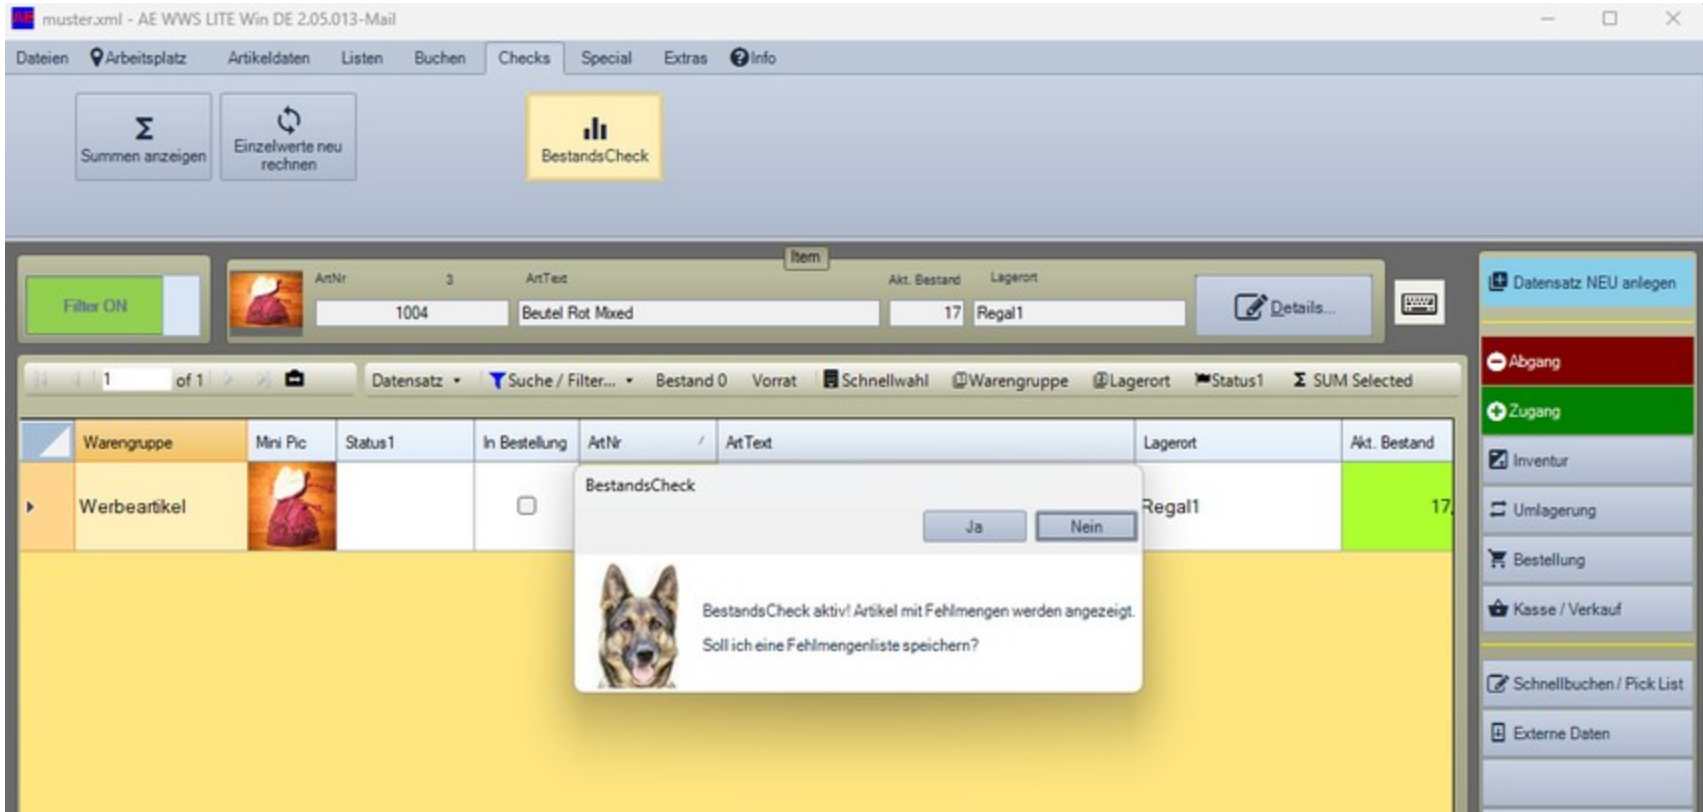 AE muster.xml - AE WWS LITE Win DE 2.05.013-Mail
Dateien Arbeitsplatz Artikeldaten Listen Buchen Checks Special Extras Info
Summen anzeigen
Einzelwerte neu
rechnen
BestandsCheck
Item
Filter ON
ArtNr 3 ArtText Akt. Bestand Lagerort
1004 Beutel Rot Mixed 17 Regal1
Details...
1 of 1 Datensatz Suche / Filter... Bestand 0 Vorrat Schnellwahl Warengruppe Lagerort Status1 Σ SUM Selected
Warengruppe Mini Pic Status1 In Bestellung ArtNr / ArtText Lagerort Akt. Bestand
Werbeartikel Regal1 17,
BestandsCheck
Ja Nein
BestandsCheck aktiv! Artikel mit Fehlmengen werden angezeigt.
Soll ich eine Fehlmengenliste speichern?
Datensatz NEU anlegen
Abgang
Zugang
Inventur
Umlagerung
Bestellung
Kasse / Verkauf
Schnellbuchen / Pick List
Externe Daten